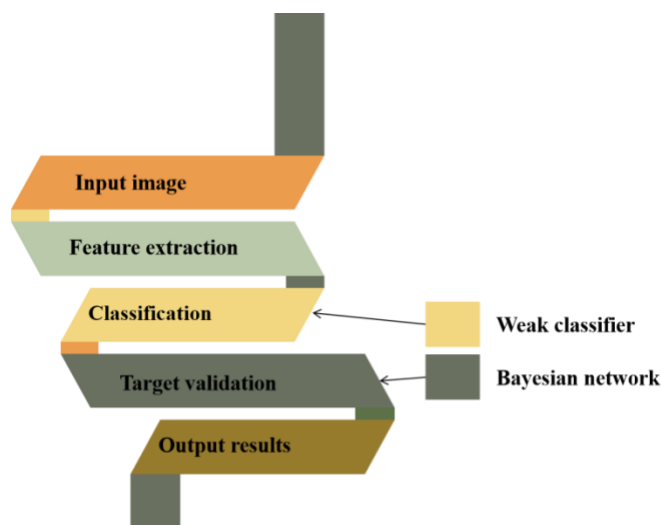 Input image
Feature extraction
Classification
Weak classifier
Target validation
Bayesian network
Output results